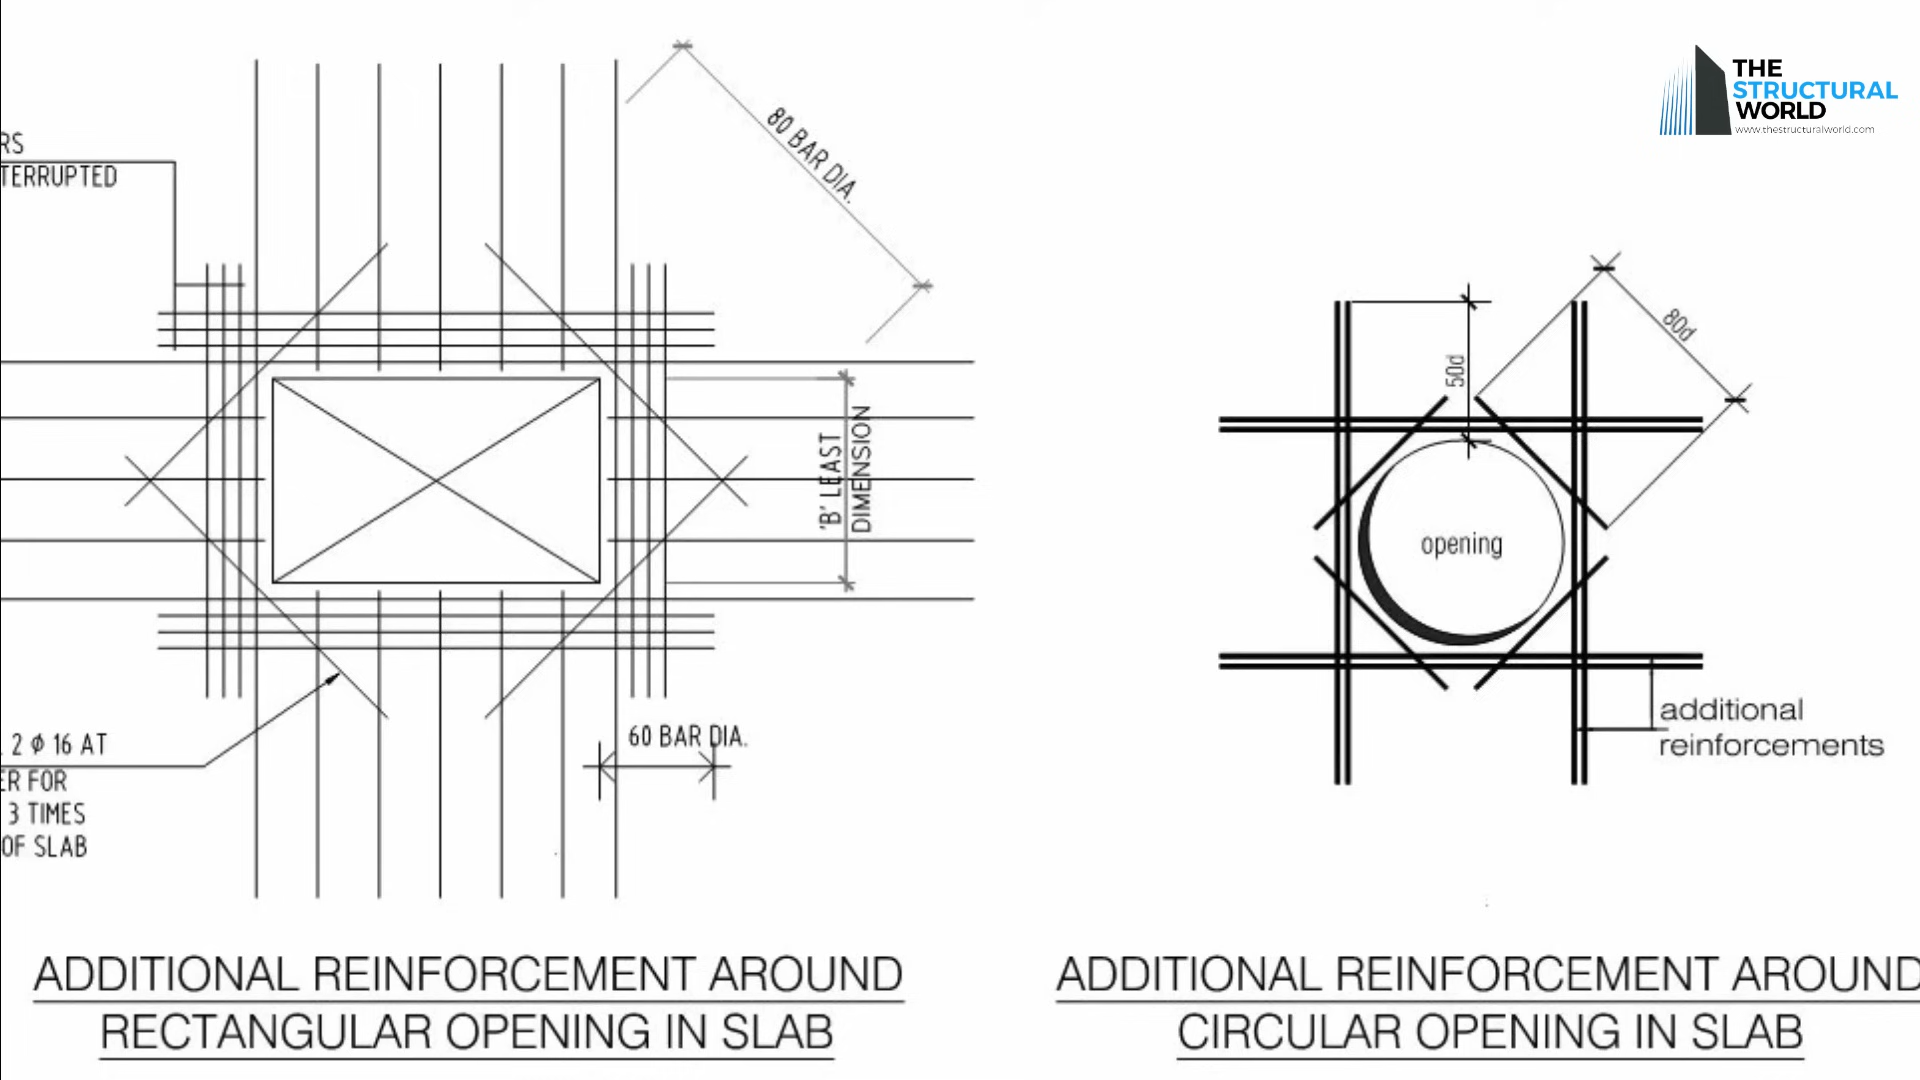 THE
STRUCTURAL
WORLD
www.thestructuralworld.com
RS
TERRUPTED
80 BAR DIA.
'B' LEAST
DIMENSION
60 BAR DIA.
2 ϕ 16 AT
ER FOR
3 TIMES
OF SLAB
ADDITIONAL REINFORCEMENT AROUND
RECTANGULAR OPENING IN SLAB
80d
50d
opening
additional
reinforcements
ADDITIONAL REINFORCEMENT AROUND
CIRCULAR OPENING IN SLAB